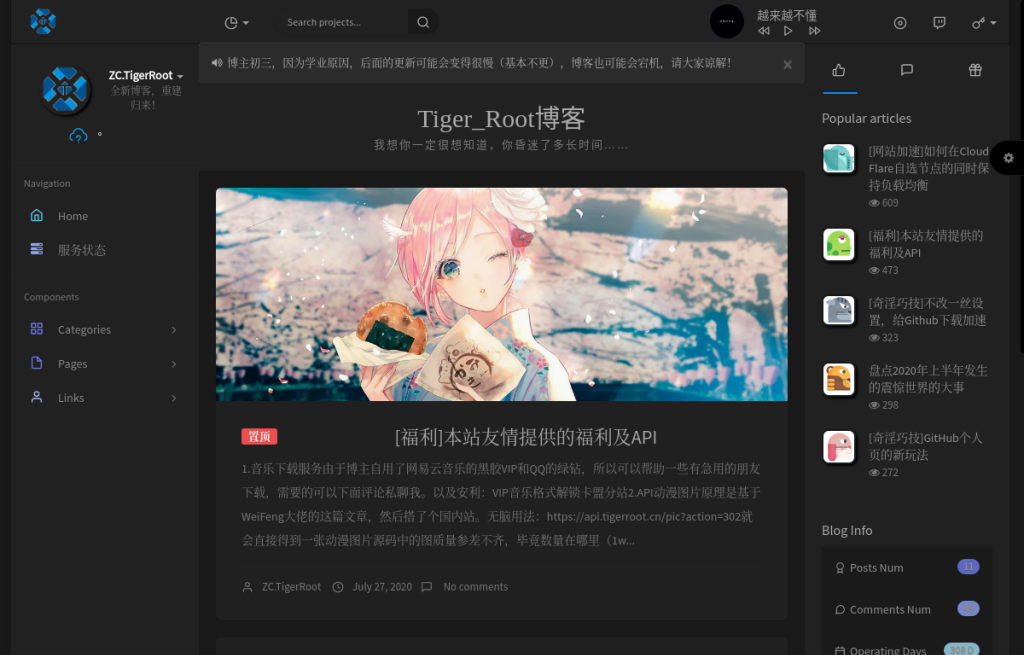 Search projects...
越来越不懂
ZC.TigerRoot
全新博客，重建
归来！
Navigation
Home
服务状态
Components
Categories
Pages
Links
博主初三，因为学业原因，后面的更新可能会变得很慢（基本不更），博客也可能会宕机，请大家谅解！
Tiger_Root博客
我想你一定很想知道，你昏迷了多长时间……
置顶
[福利]本站友情提供的福利及API
1.音乐下载服务由于博主自用了网易云音乐的黑胶VIP和QQ的绿钻，所以可以帮助一些有急用的朋友
下载，需要的可以下面评论私聊我。以及安利：VIP音乐格式解锁卡盟分站2.API动漫图片原理是基于
WeiFeng大佬的这篇文章，然后搭了个国内站。无脑用法：https://api.tigerroot.cn/pic?action=302就
会直接得到一张动漫图片源码中的图质量参差不齐，毕竟数量在哪里（1w...
ZC.TigerRoot
July 27, 2020
No comments
Popular articles
[网站加速]如何在Cloud
Flare自选节点的同时保
持负载均衡
609
[福利]本站友情提供的
福利及API
473
[奇淫巧技]不改一丝设
置，给Github下载加速
323
盘点2020年上半年发生
的震惊世界的大事
298
[奇淫巧技]GitHub个人
页的新玩法
272
Blog Info
Posts Num
11
Comments Num
Operating Days
308 D